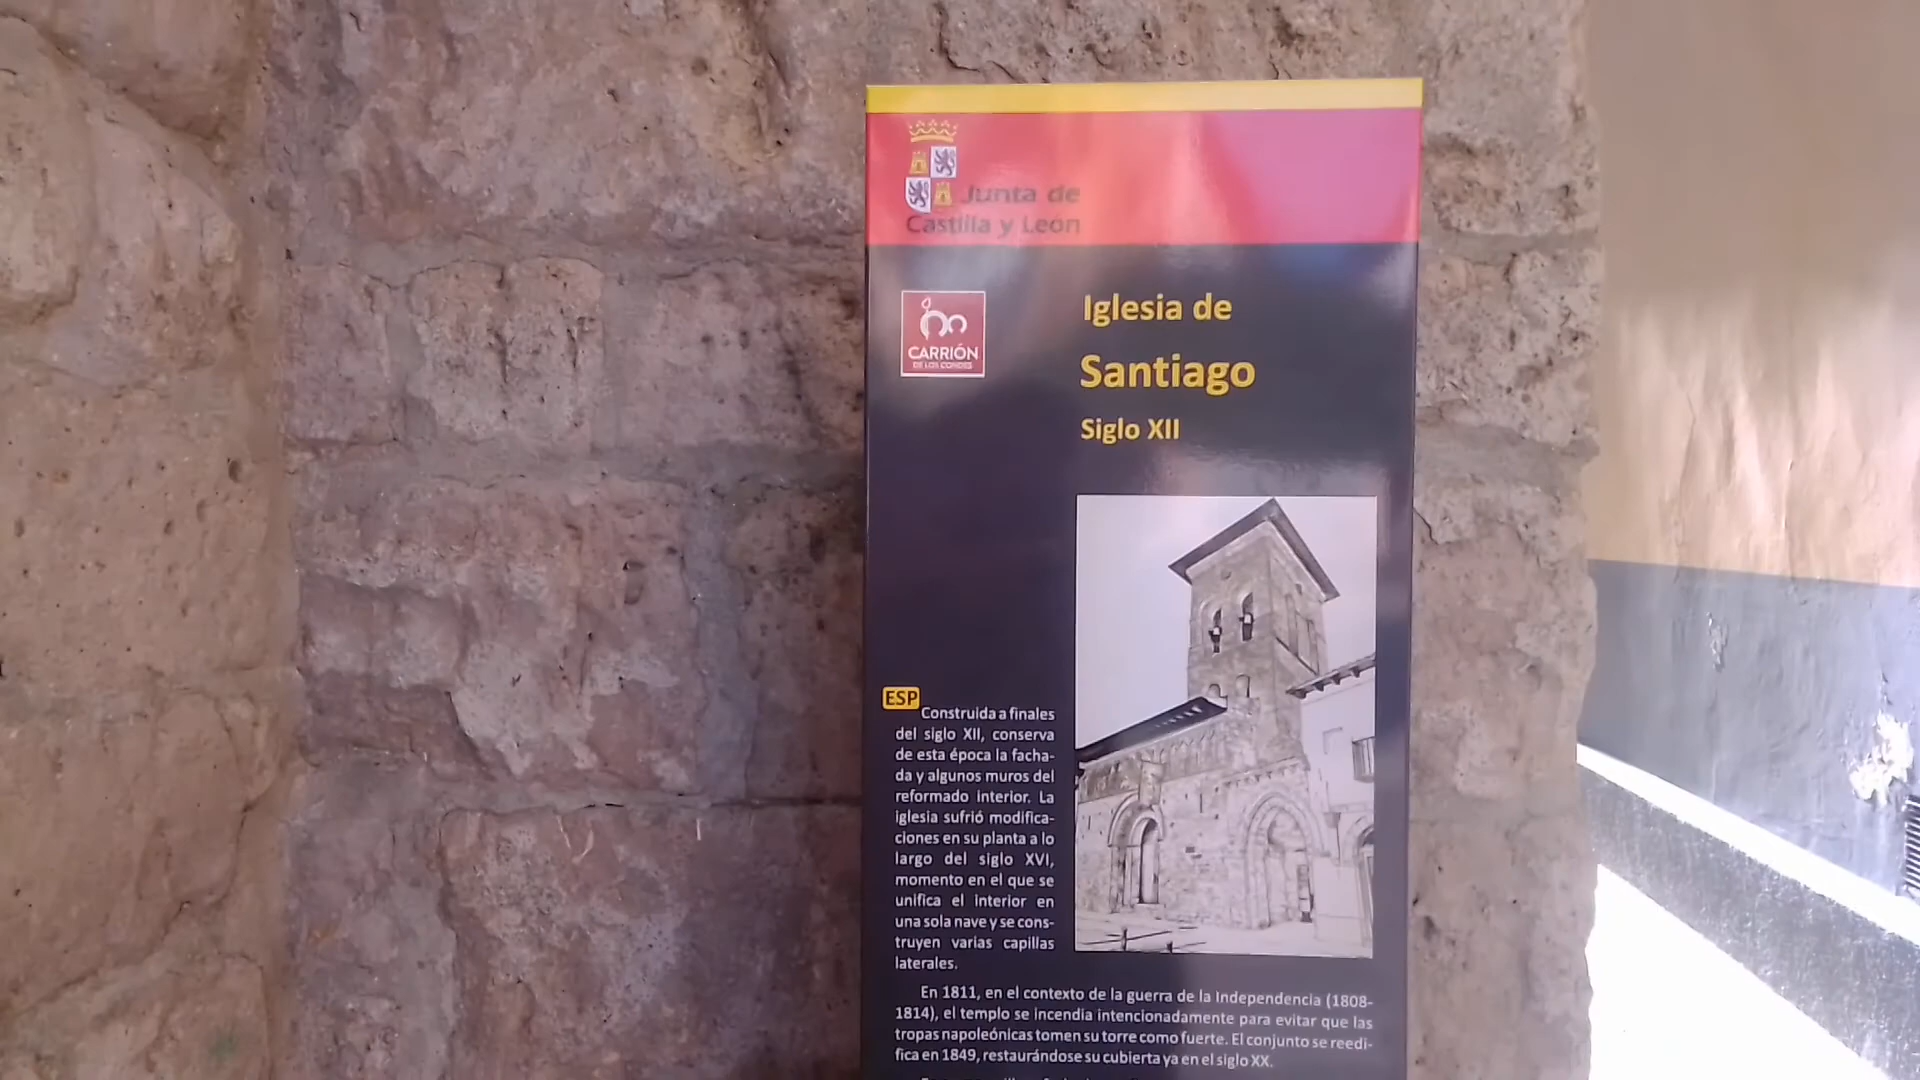 Junta de
Castilla y León
CARRIÓN
DE LOS CONDES
Iglesia de
Santiago
Siglo XII
ESP
Construida a finales
del siglo XII, conserva
de esta época la facha-
da y algunos muros del
reformado interior. La
iglesia sufrió modifica-
ciones en su planta a lo
largo del siglo XVI,
momento en el que se
unifica el interior en
una sola nave y se cons-
truyen varias capillas
laterales.
En 1811, en el contexto de la guerra de la Independencia (1808-
1814), el templo se incendia intencionadamente para evitar que las
tropas napoleónicas tomen su torre como fuerte. El conjunto se reedi-
fica en 1849, restaurándose su cubierta ya en el siglo XX.